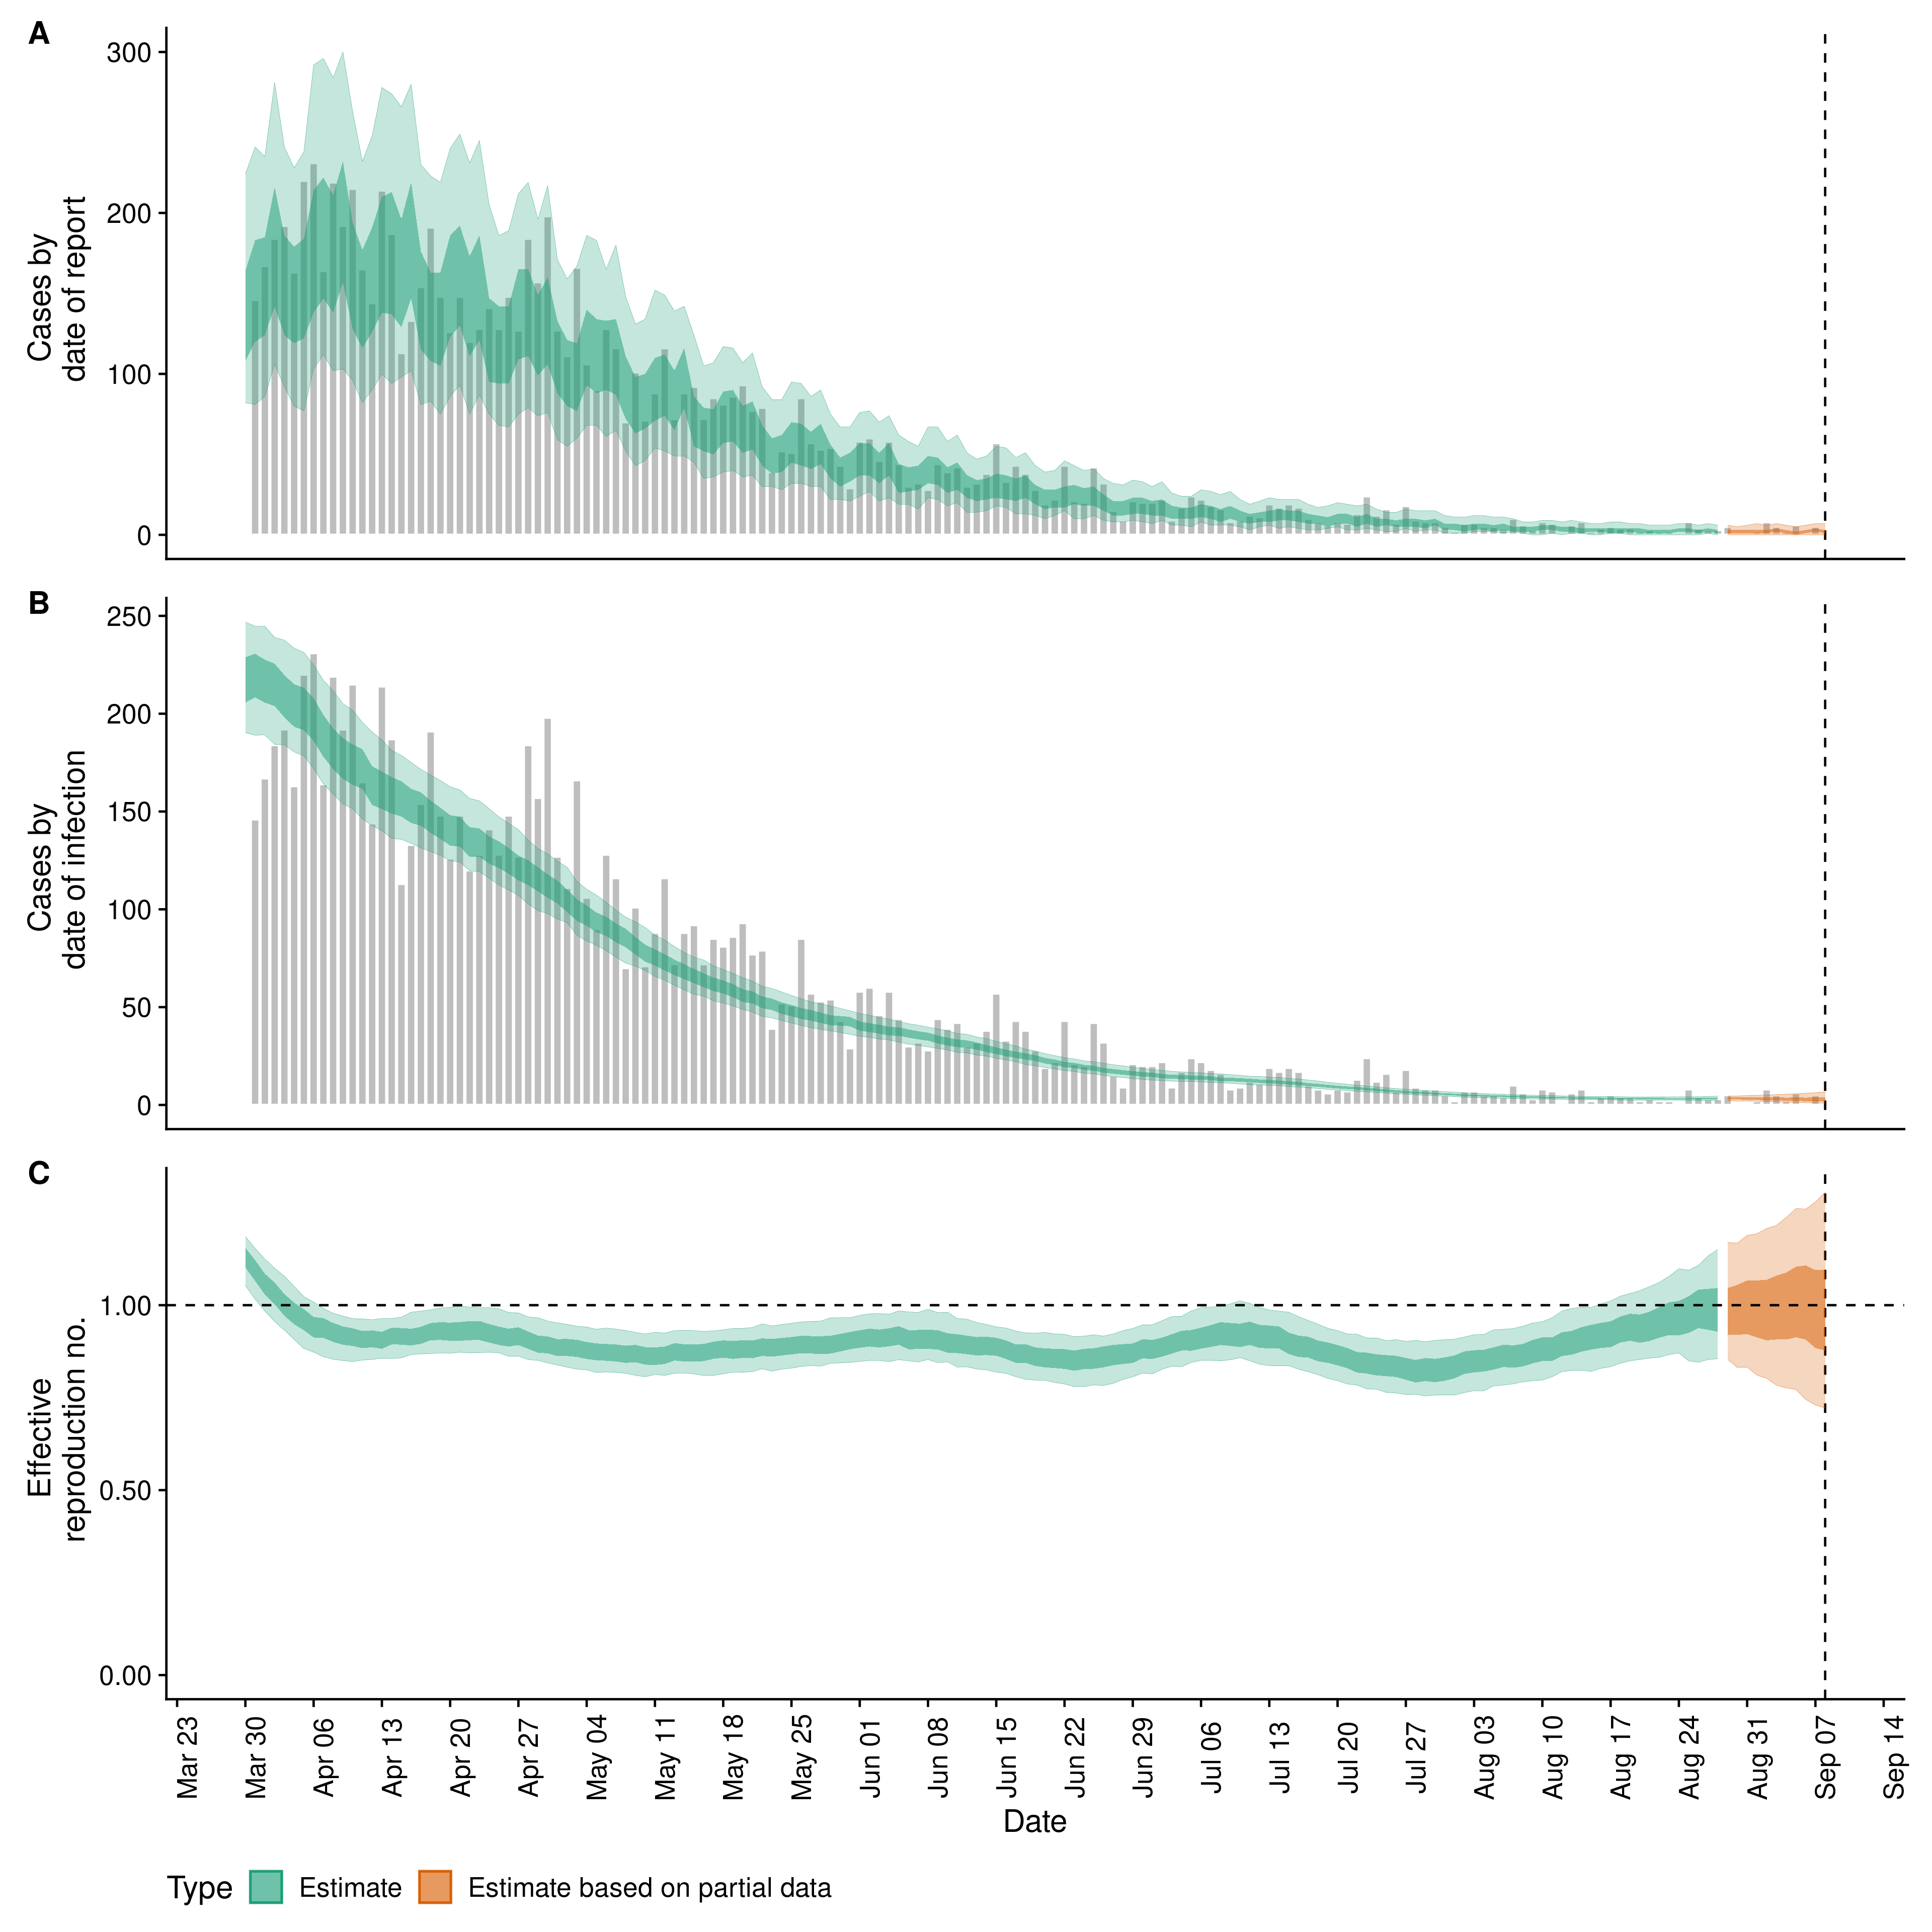 A
300
200
100
0
Cases by
date of report
B
250
200
150
100
50
0
Cases by
date of infection
C
1.00
0.50
0.00
Effective
reproduction no.
Mar 23
Mar 30
Apr 06
Apr 13
Apr 20
Apr 27
May 04
May 11
May 18
May 25
Jun 01
Jun 08
Jun 15
Jun 22
Jun 29
Jul 06
Jul 13
Jul 20
Jul 27
Aug 03
Aug 10
Aug 17
Aug 24
Aug 31
Sep 07
Sep 14
Date
Type
Estimate
Estimate based on partial data